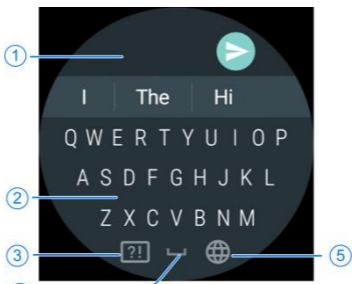 ①
I The Hi
Q W E R T Y U I O P
A S D F G H J K L
②
Z X C V B N M
③ ?! ⑤